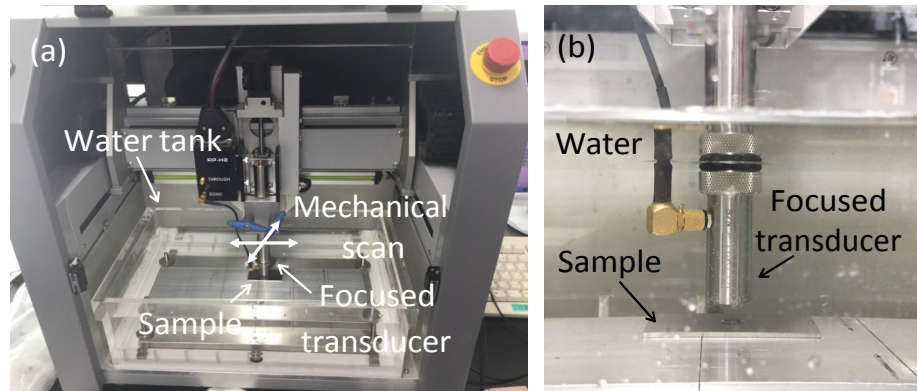 (a)
Water tank
RP-H2
THROUGH
ECHO
Mechanical
scan
Sample
Focused
transducer
STOP
(b)
Water
Focused
transducer
Sample